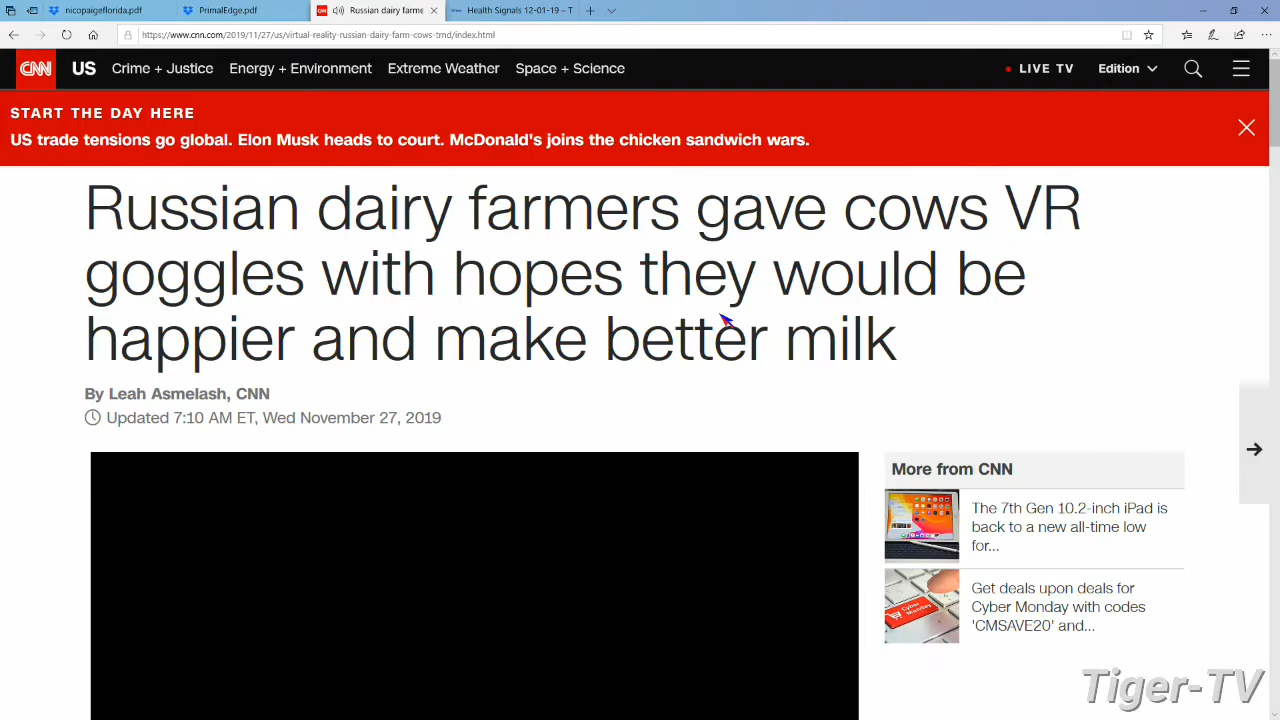 nicopaigeflorida.pdf
PrimalEdge.pdf
CNN
Russian dairy farme
Health Signals 12-01-19 – T
https://www.cnn.com/2019/11/27/us/virtual-reality-russian-dairy-farm-cows-trnd/index.html
CNN US Crime + Justice Energy + Environment Extreme Weather Space + Science LIVE TV Edition
START THE DAY HERE
US trade tensions go global. Elon Musk heads to court. McDonald's joins the chicken sandwich wars.
Russian dairy farmers gave cows VR
goggles with hopes they would be
happier and make better milk
By Leah Asmelash, CNN
Updated 7:10 AM ET, Wed November 27, 2019
More from CNN
The 7th Gen 10.2-inch iPad is
back to a new all-time low
for...
Cyber
Monday
Get deals upon deals for
Cyber Monday with codes
'CMSAVE20' and...
Tiger-TV